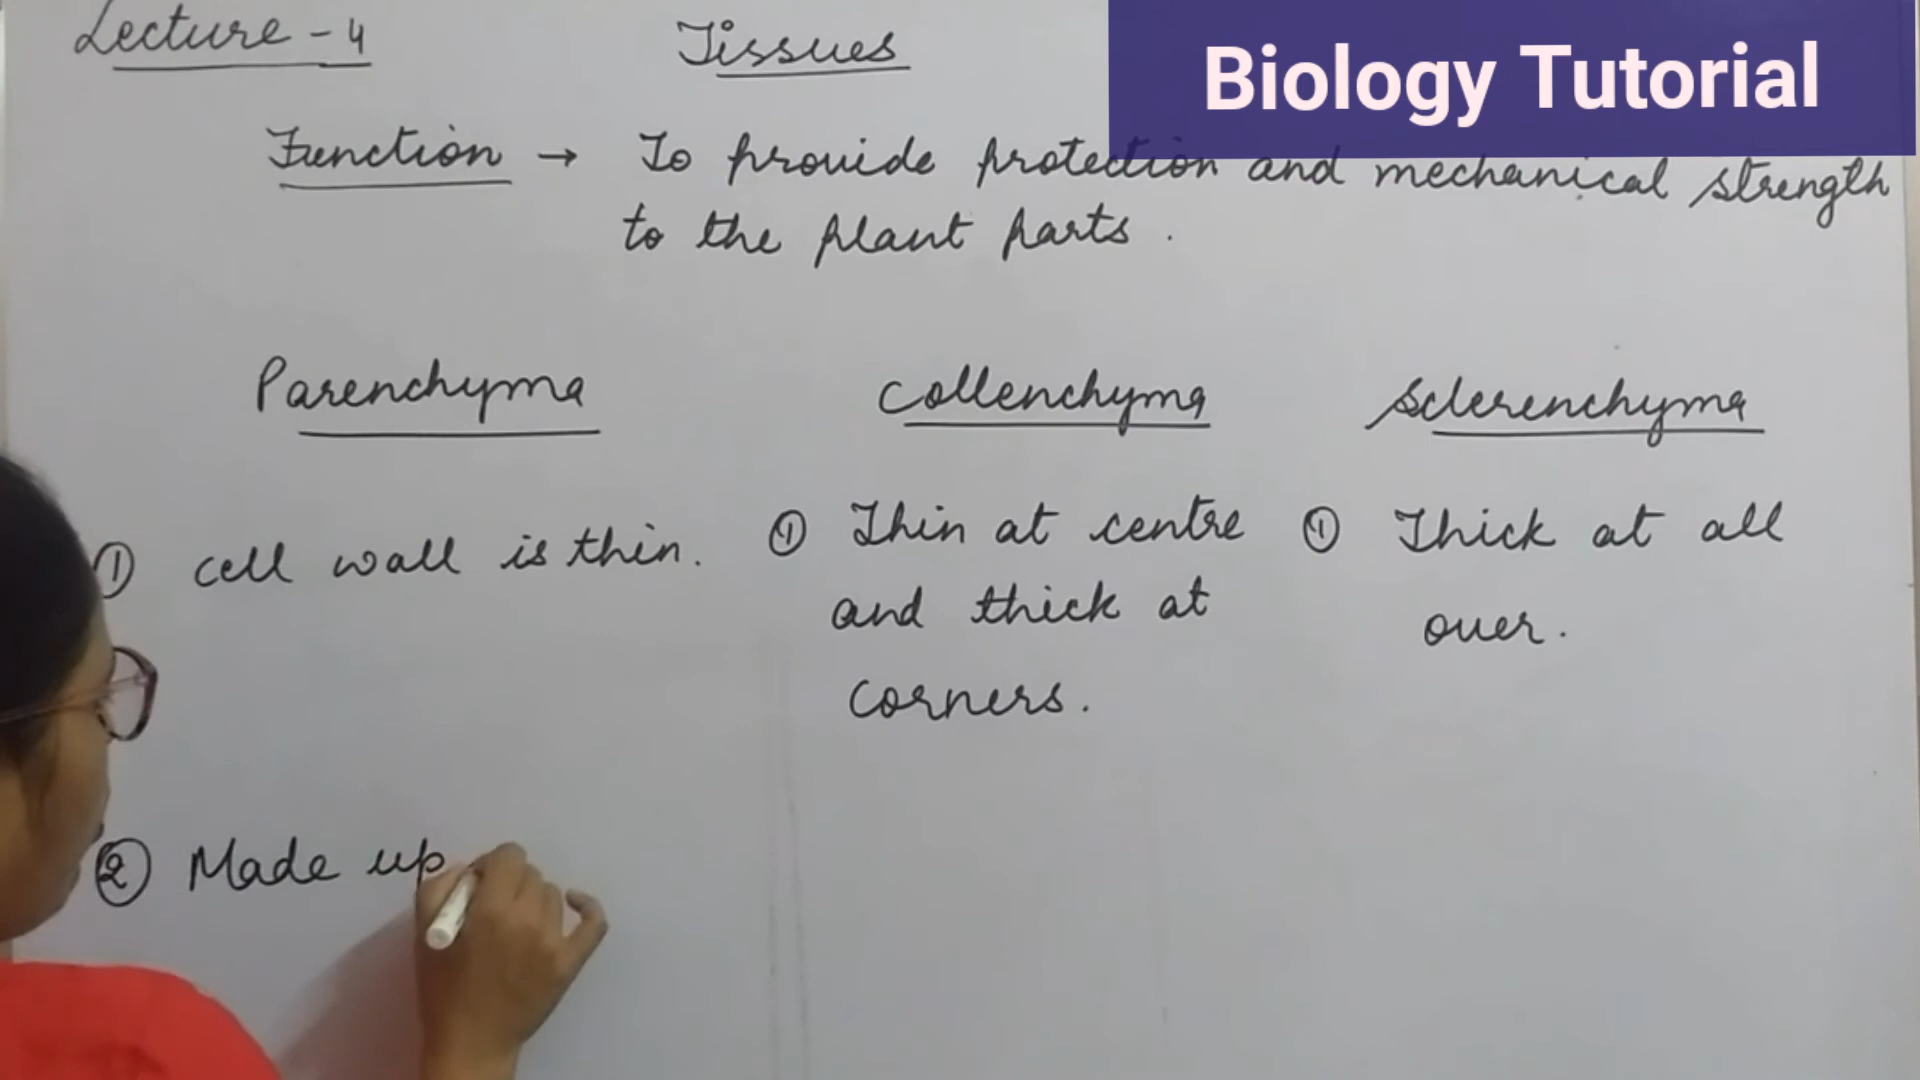 Lecture - 4
Tissues
Biology Tutorial
Function → To provide protection and mechanical strength
to the plant parts.
Parenchyma
Collenchyma
Sclerenchyma
① cell wall is thin.
① Thin at centre
and thick at
corners.
① Thick at all
over.
② Made up